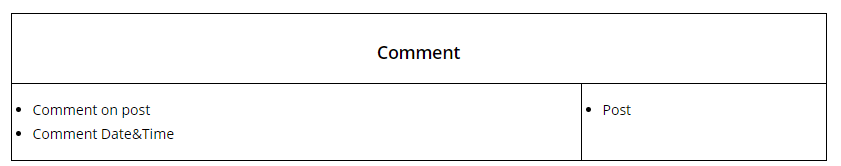 Comment
Comment on post
Comment Date&Time
Post